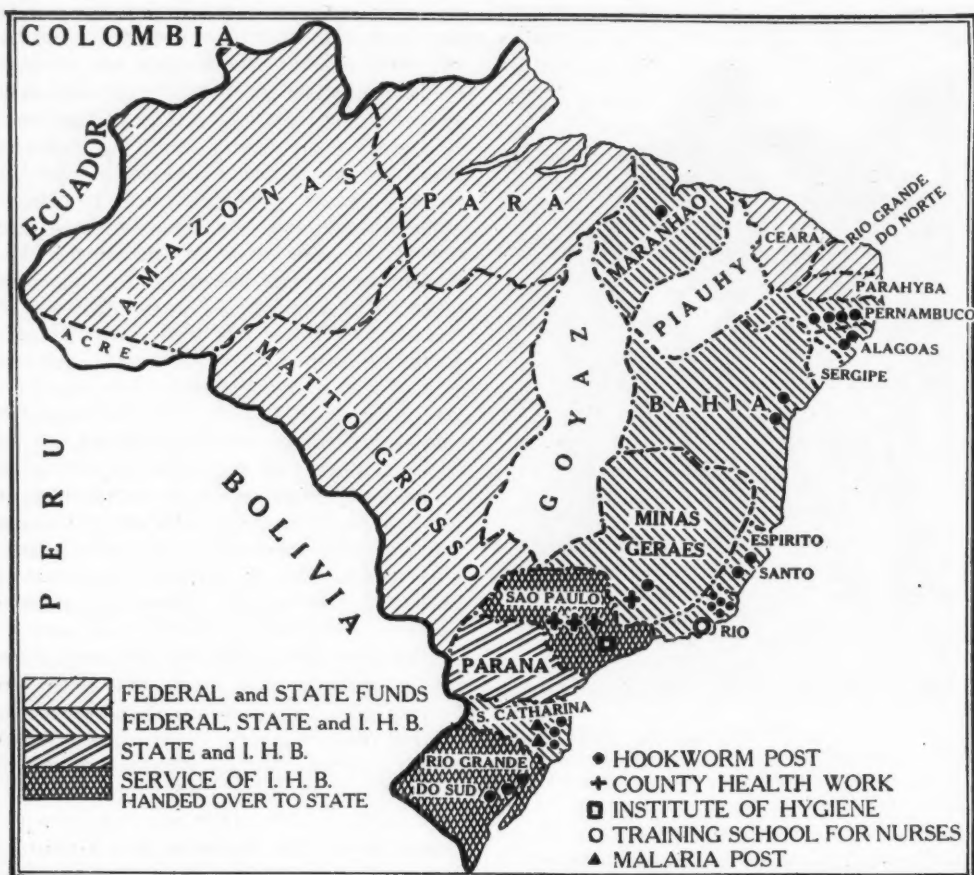 COLOMBIA
ECUADOR
AMAZONAS
PARA
MARANHAO
CEARA
RIO GRANDE
DO NORTE
PIAUHY
PARAHYBA
PERNAMBUCO
ALAGOAS
SERGIPE
ACRE
MATTO GROSSO
GOYAZ
BAHIA
PERU
BOLIVIA
MINAS
GERAES
ESPIRITO
SANTO
SAO PAULO
RIO
PARANA
S. CATHARINA
RIO GRANDE
DO SUD
FEDERAL and STATE FUNDS
FEDERAL, STATE and I. H. B.
STATE and I. H. B.
SERVICE OF I. H. B.
HANDED OVER TO STATE
HOOKWORM POST
COUNTY HEALTH WORK
INSTITUTE OF HYGIENE
TRAINING SCHOOL FOR NURSES
MALARIA POST